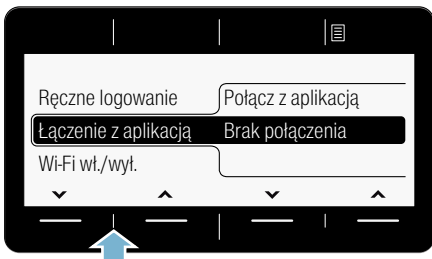 Ręczne logowanie
Połącz z aplikacją
Łączenie z aplikacją
Brak połączenia
Wi-Fi wł./wył.